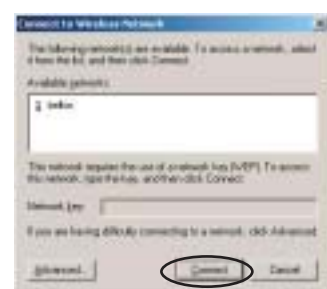 Connect to Wireless Network
The following network(s) are available. To access a network, select
it from the list, and then click Connect.
Available networks:
This network requires the use of a network key (WEP). To access
this network, type the key, and then click Connect.
Network key:
If you are having difficulty connecting to a network, click Advanced.
Advanced...
Connect
Cancel